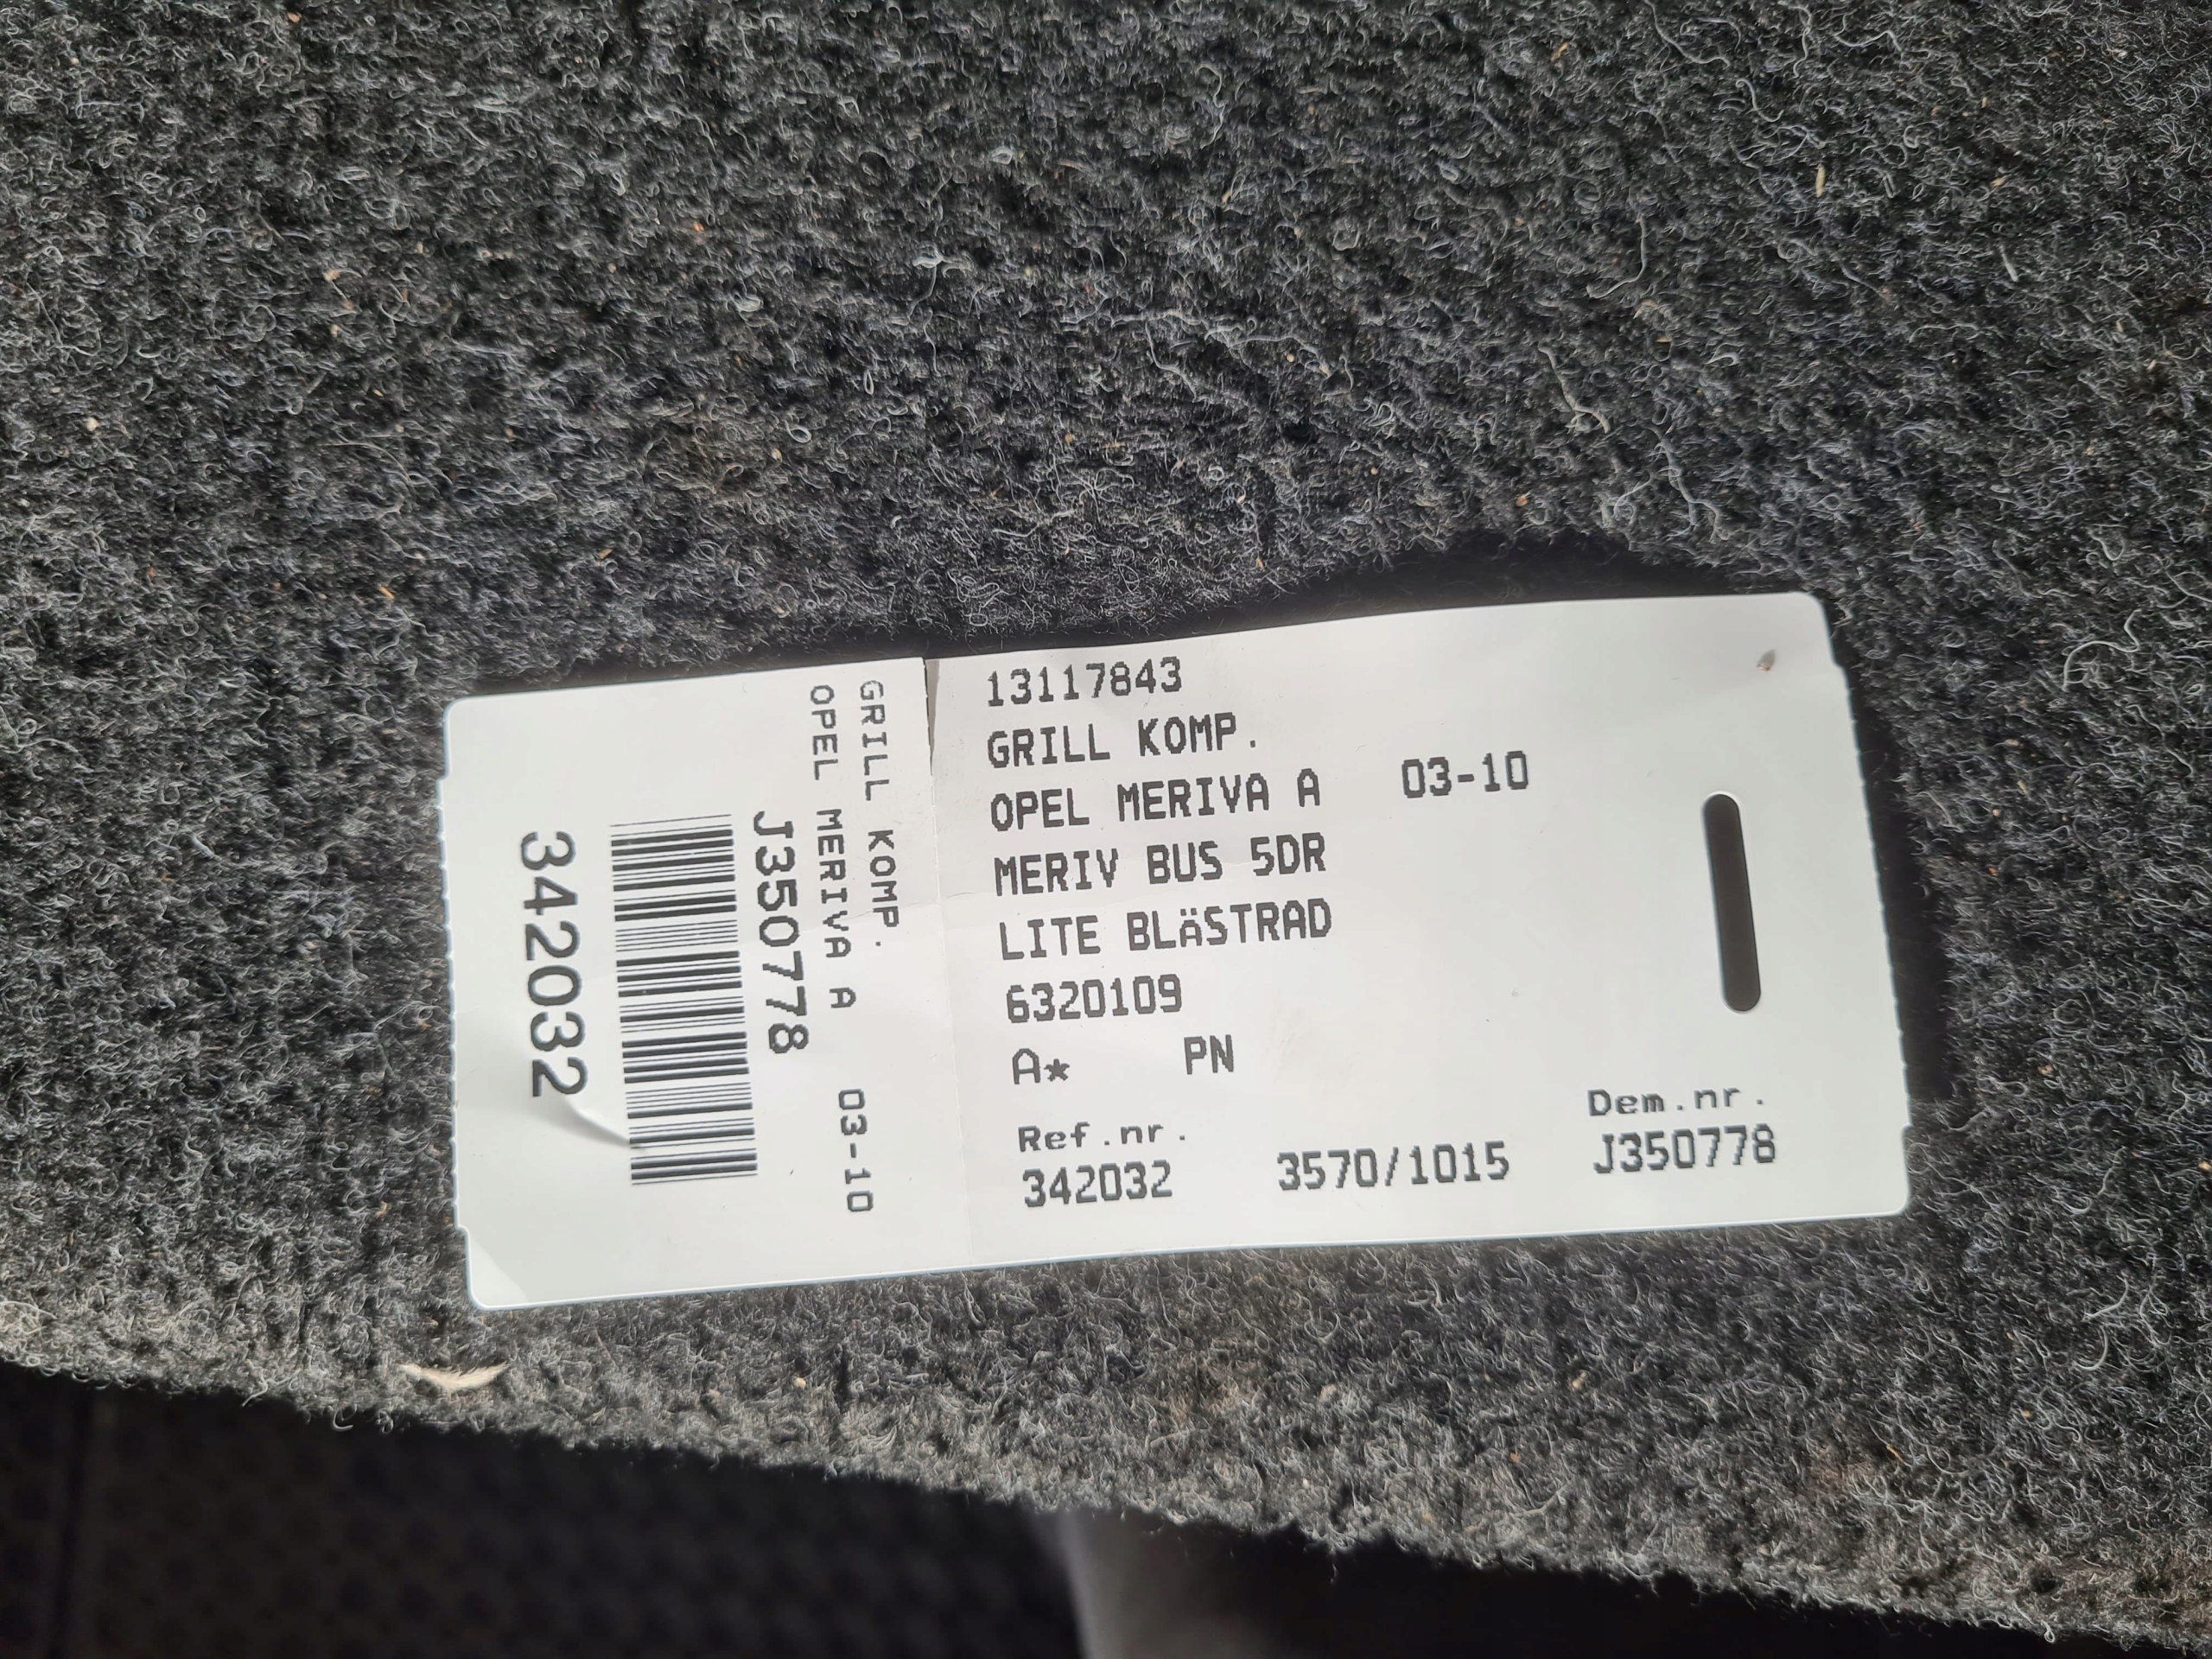 13117843
GRILL KOMP.
OPEL MERIVA A 03-10
MERIV BUS 5DR
LITE BLÄSTRAD
6320109
A* PN
Ref.nr. Dem.nr.
342032 3570/1015 J350778
GRILL KOMP.
OPEL MERIVA A 03-10
J350778
342032